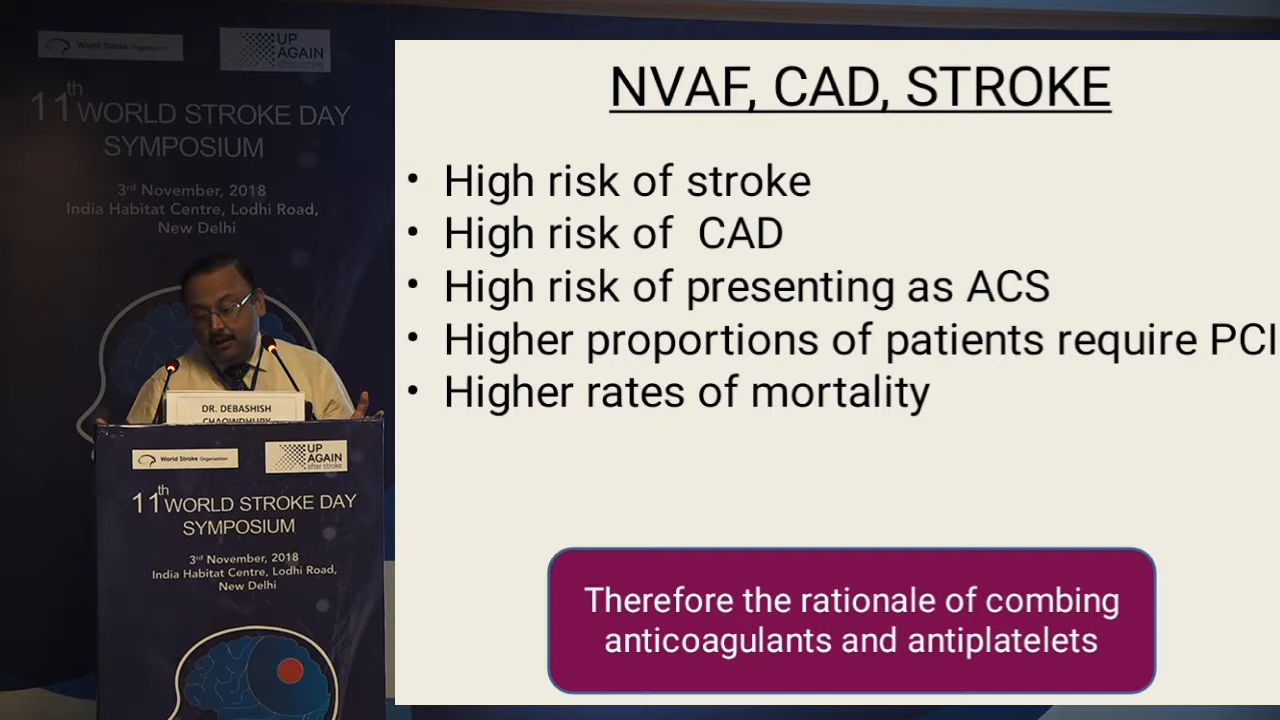 World Stroke Organization
UP
AGAIN
after stroke
11th WORLD STROKE DAY
SYMPOSIUM
3rd November, 2018
India Habitat Centre, Lodhi Road,
New Delhi
DR. DEBASHISH
CHAOWDHURY
World Stroke Organization
UP
AGAIN
after stroke
11th WORLD STROKE DAY
SYMPOSIUM
3rd November, 2018
India Habitat Centre, Lodhi Road,
New Delhi
NVAF, CAD, STROKE
• High risk of stroke
• High risk of CAD
• High risk of presenting as ACS
• Higher proportions of patients require PCI
• Higher rates of mortality
Therefore the rationale of combing
anticoagulants and antiplatelets